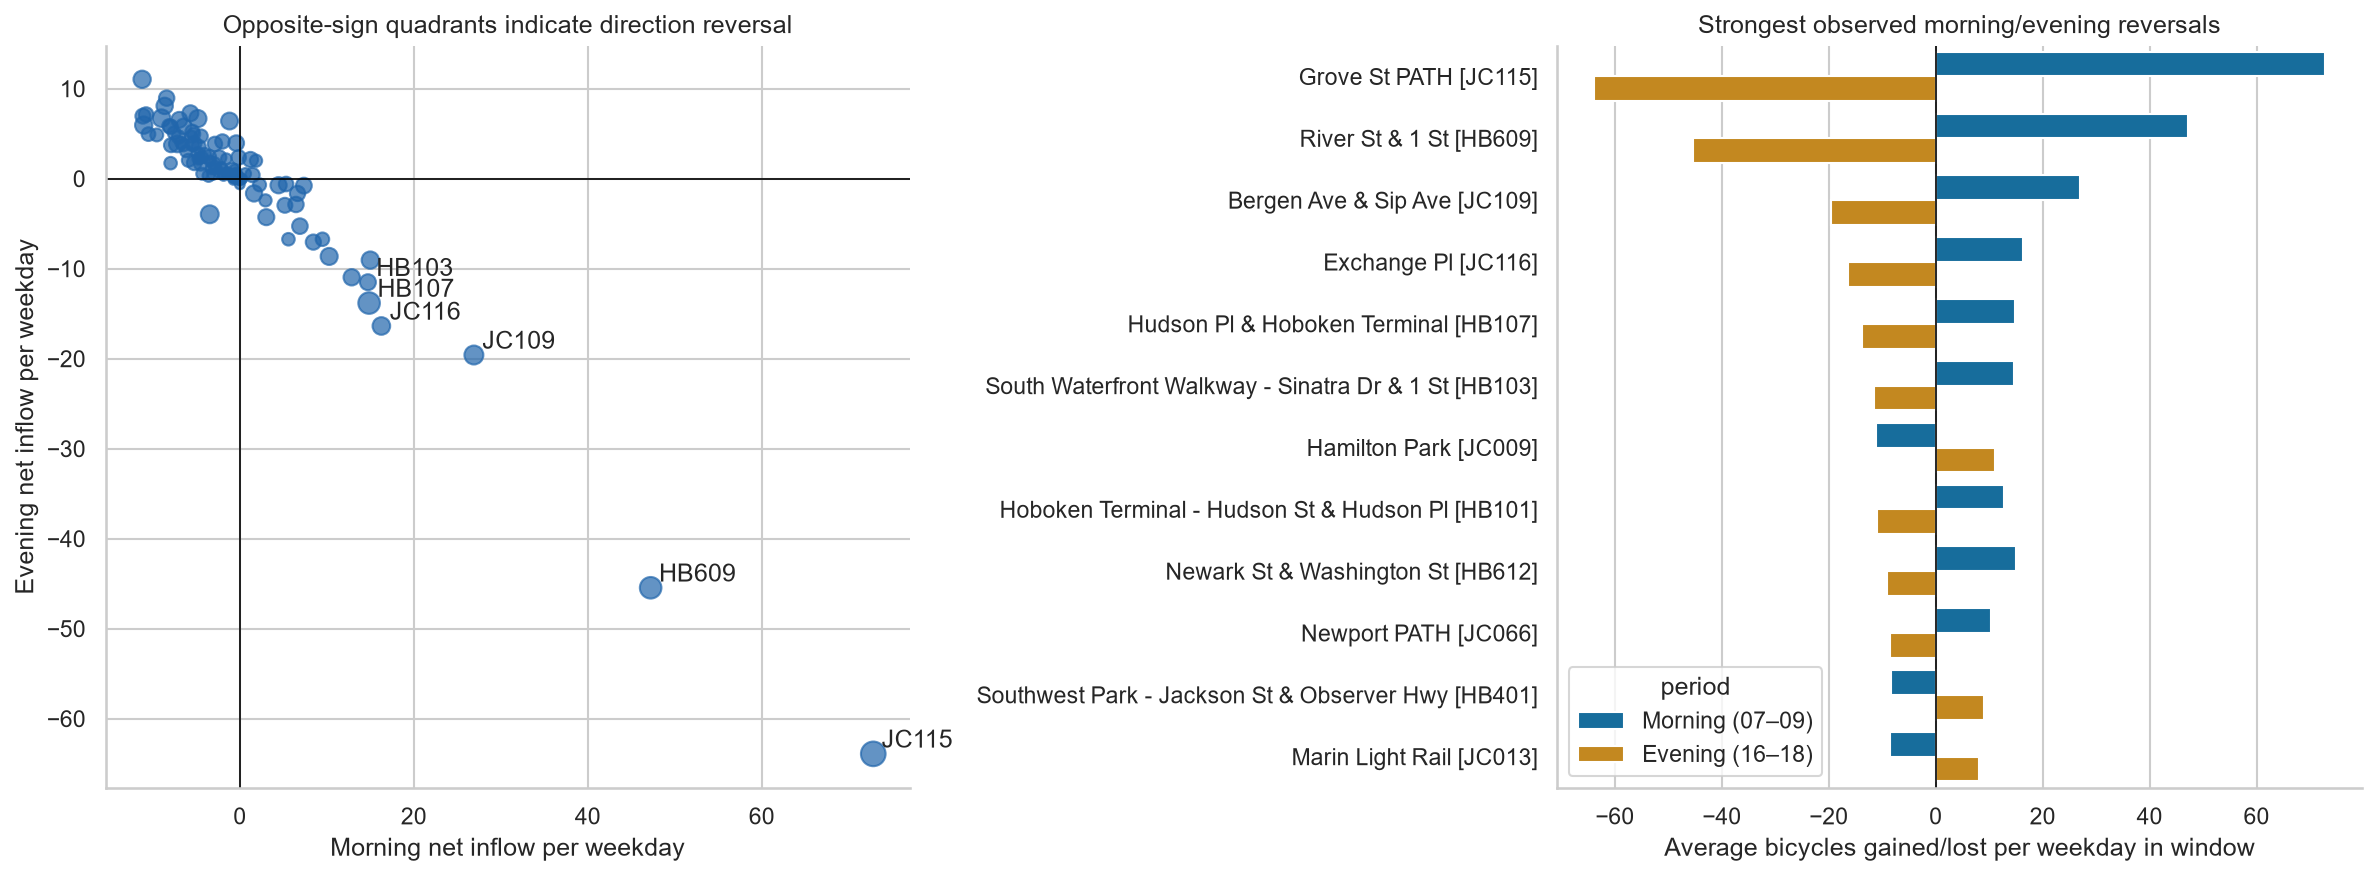 Opposite-sign quadrants indicate direction reversal
10
0
−10
−20
−30
−40
−50
−60
Evening net inflow per weekday
HB103
HB107
JC116
JC109
HB609
JC115
0
20
40
60
Morning net inflow per weekday
Strongest observed morning/evening reversals
Grove St PATH [JC115]
River St & 1 St [HB609]
Bergen Ave & Sip Ave [JC109]
Exchange Pl [JC116]
Hudson Pl & Hoboken Terminal [HB107]
South Waterfront Walkway - Sinatra Dr & 1 St [HB103]
Hamilton Park [JC009]
Hoboken Terminal - Hudson St & Hudson Pl [HB101]
Newark St & Washington St [HB612]
Newport PATH [JC066]
Southwest Park - Jackson St & Observer Hwy [HB401]
Marin Light Rail [JC013]
period
Morning (07–09)
Evening (16–18)
−60
−40
−20
0
20
40
60
Average bicycles gained/lost per weekday in window